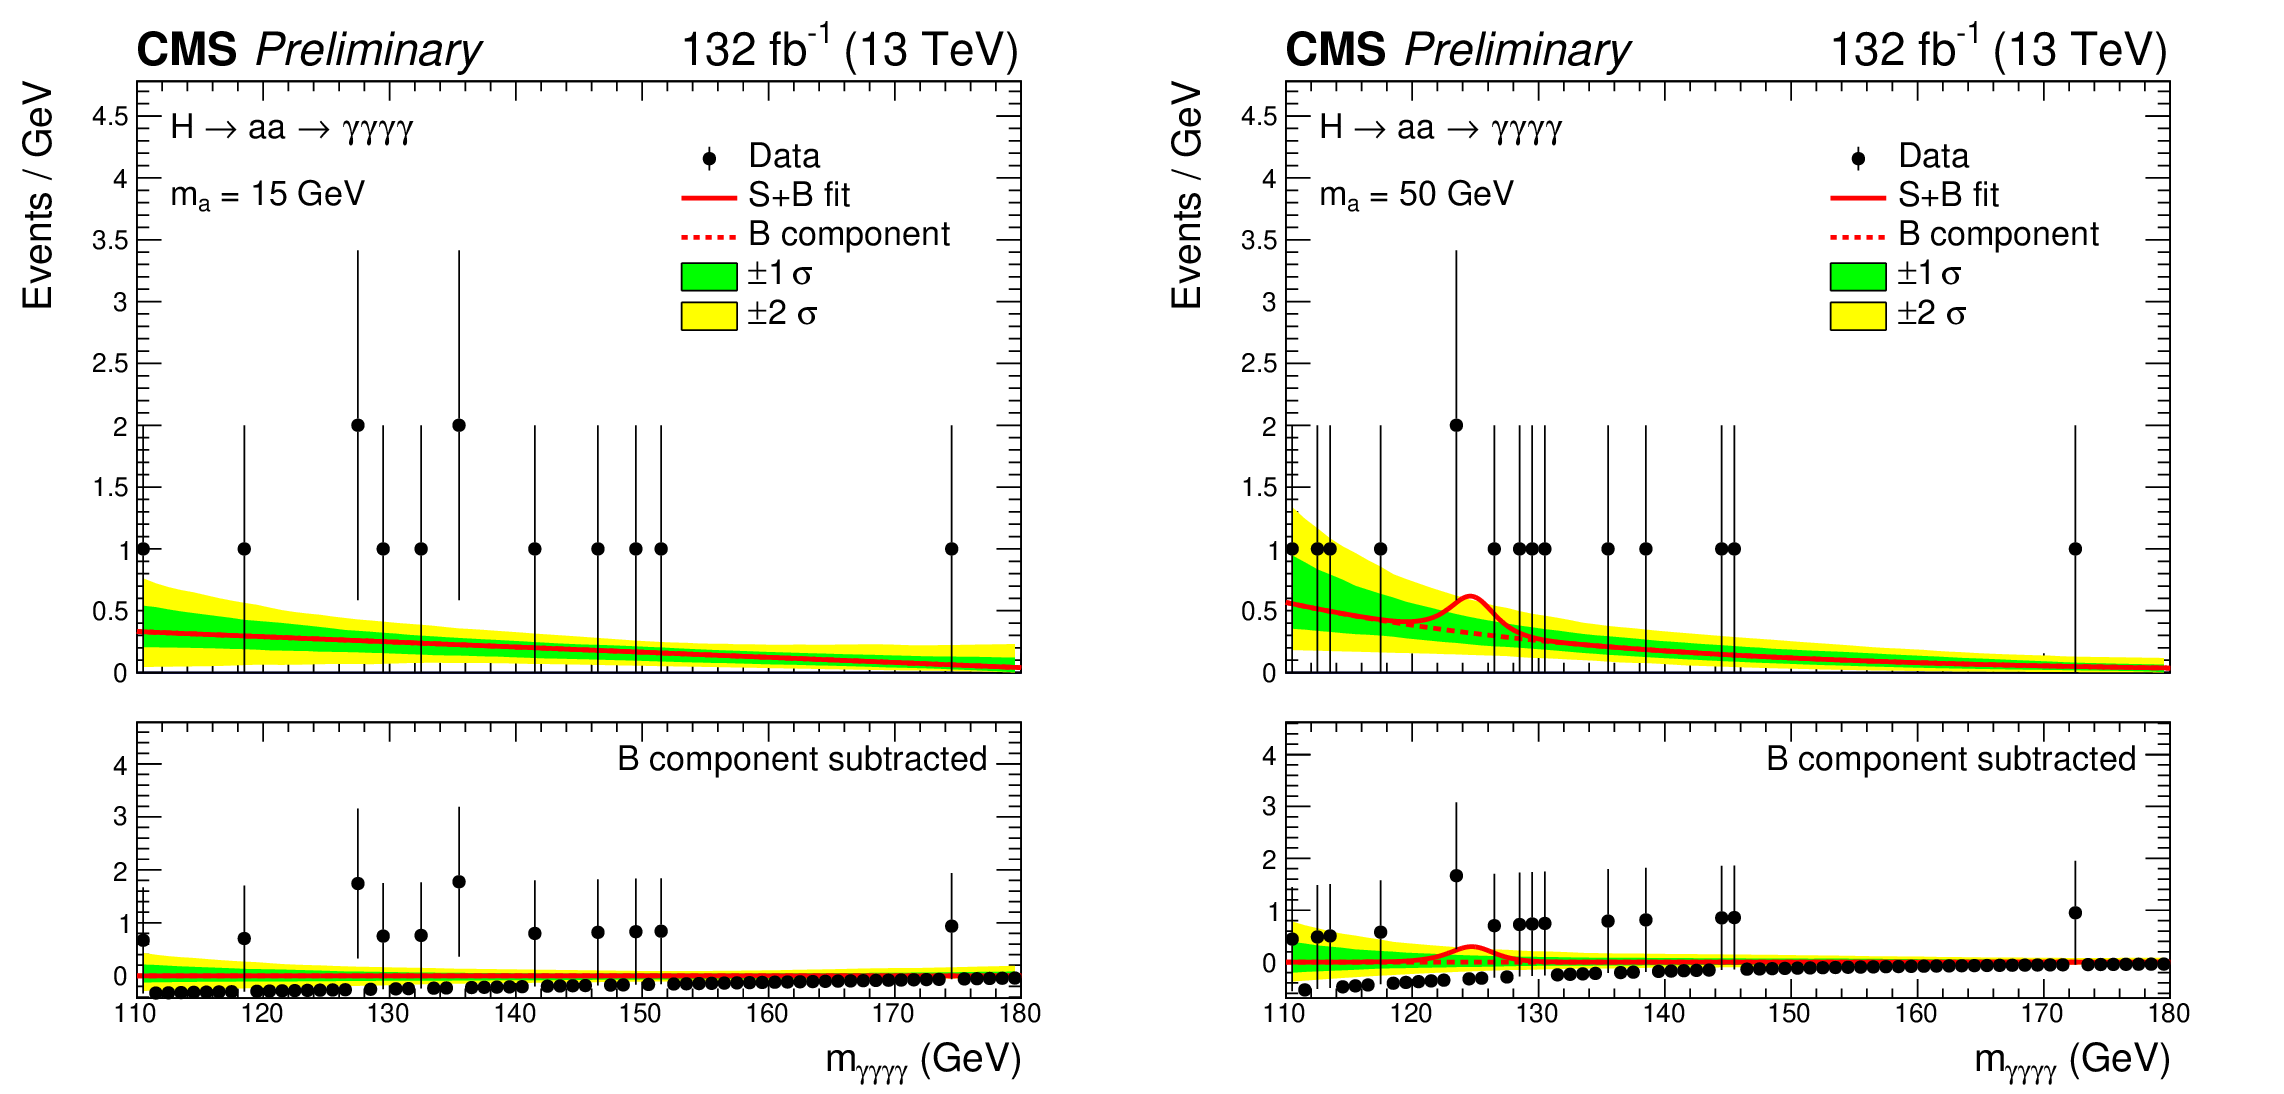 CMS Preliminary 132 fb-1 (13 TeV)
Events / GeV
H → aa → γγγγ
ma = 15 GeV
Data
S+B fit
B component
±1 σ
±2 σ
4.5
4
3.5
3
2.5
2
1.5
1
0.5
0
B component subtracted
4
3
2
1
0
110 120 130 140 150 160 170 180
mγγγγ (GeV)
CMS Preliminary 132 fb-1 (13 TeV)
Events / GeV
H → aa → γγγγ
ma = 50 GeV
Data
S+B fit
B component
±1 σ
±2 σ
4.5
4
3.5
3
2.5
2
1.5
1
0.5
0
B component subtracted
4
3
2
1
0
110 120 130 140 150 160 170 180
mγγγγ (GeV)